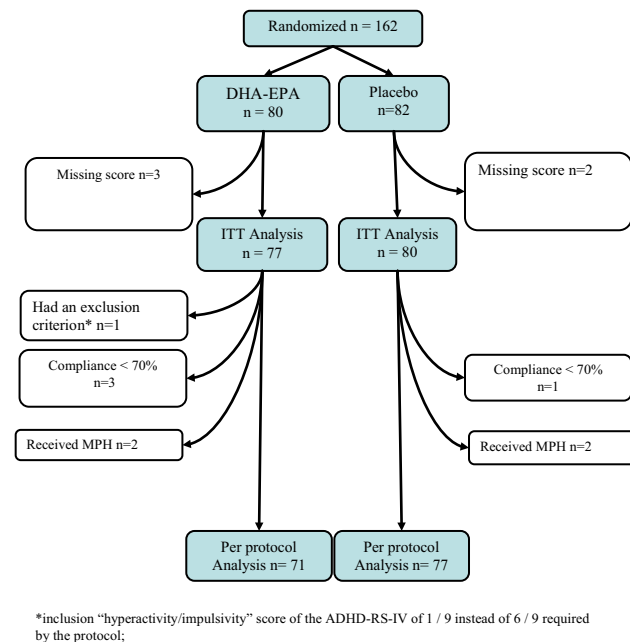 Randomized n = 162
DHA-EPA
n = 80
Placebo
n=82
Missing score n=3
Missing score n=2
ITT Analysis
n = 77
ITT Analysis
n = 80
Had an exclusion
criterion* n=1
Compliance < 70%
n=3
Compliance < 70%
n=1
Received MPH n=2
Received MPH n=2
Per protocol
Analysis n= 71
Per protocol
Analysis n= 77
*inclusion “hyperactivity/impulsivity” score of the ADHD-RS-IV of 1 / 9 instead of 6 / 9 required
by the protocol;